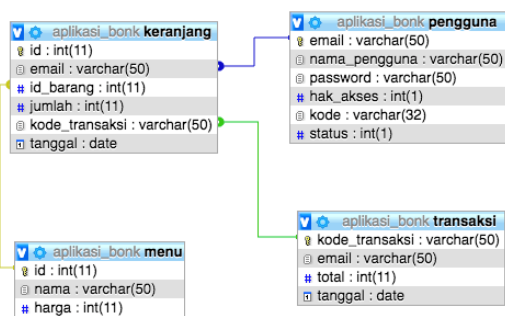 aplikasi_bonk keranjang
id : int(11)
email : varchar(50)
id_barang : int(11)
jumlah : int(11)
kode_transaksi : varchar(50)
tanggal : date
aplikasi_bonk pengguna
email : varchar(50)
nama_pengguna : varchar(50)
password : varchar(50)
hak_akses : int(1)
kode : varchar(32)
status : int(1)
aplikasi_bonk menu
id : int(11)
nama : varchar(50)
harga : int(11)
aplikasi_bonk transaksi
kode_transaksi : varchar(50)
email : varchar(50)
total : int(11)
tanggal : date